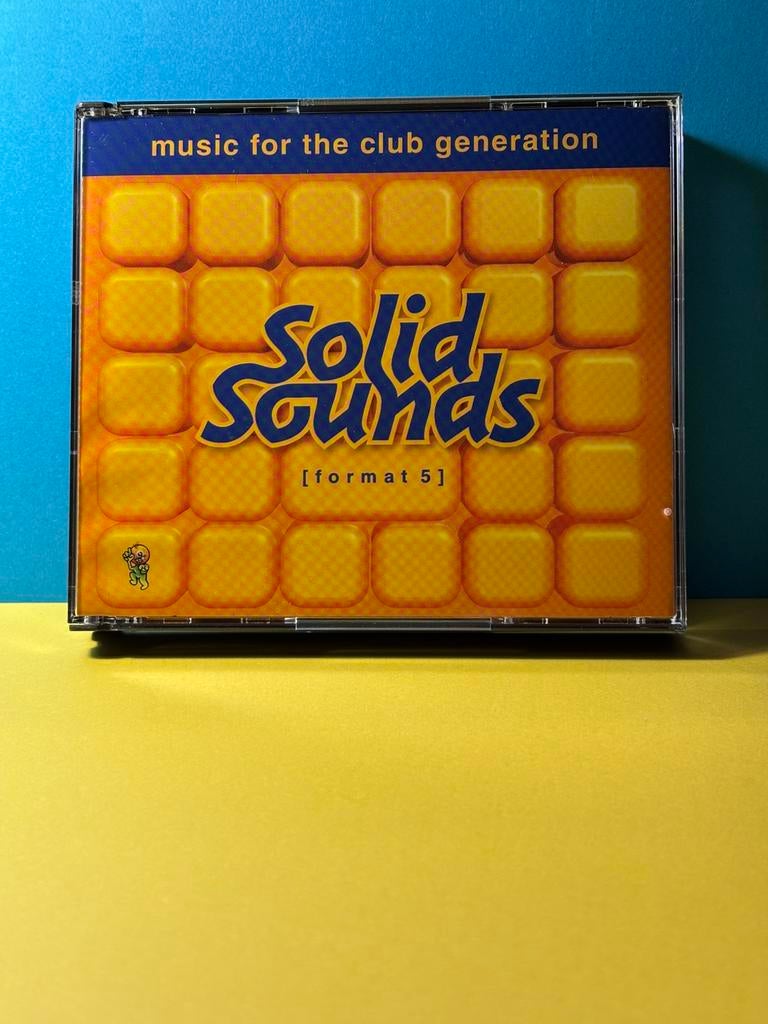 music for the club generation
Solid
Sounds
[format 5]